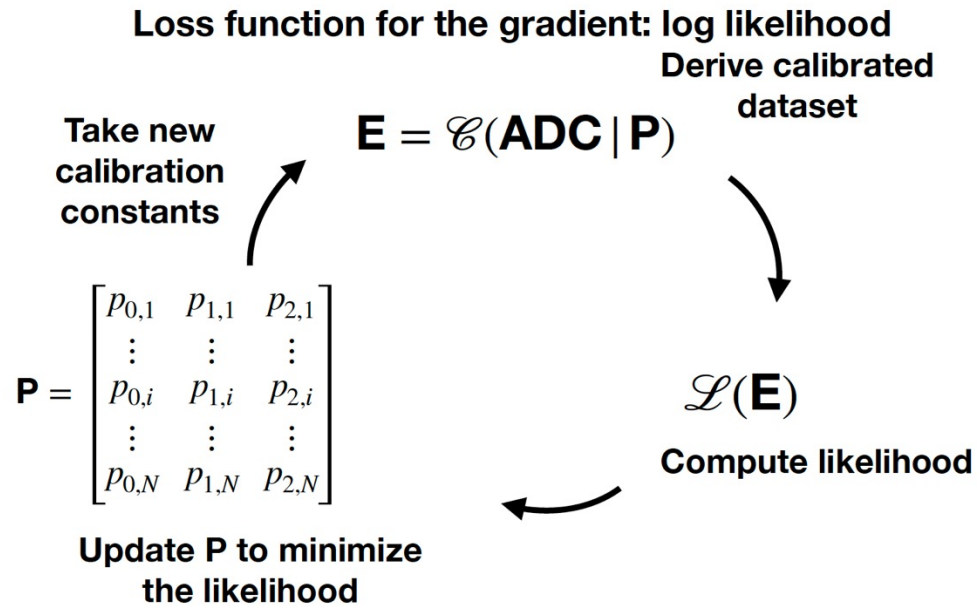 Loss function for the gradient: log likelihood
Derive calibrated
dataset
Take new
calibration
constants
E = 𝒞(ADC | P)
P = [p₀,₁ p₁,₁ p₂,₁
⋮ ⋮ ⋮
p₀,ᵢ p₁,ᵢ p₂,ᵢ
⋮ ⋮ ⋮
p₀,N p₁,N p₂,N]
ℒ(E)
Compute likelihood
Update P to minimize
the likelihood